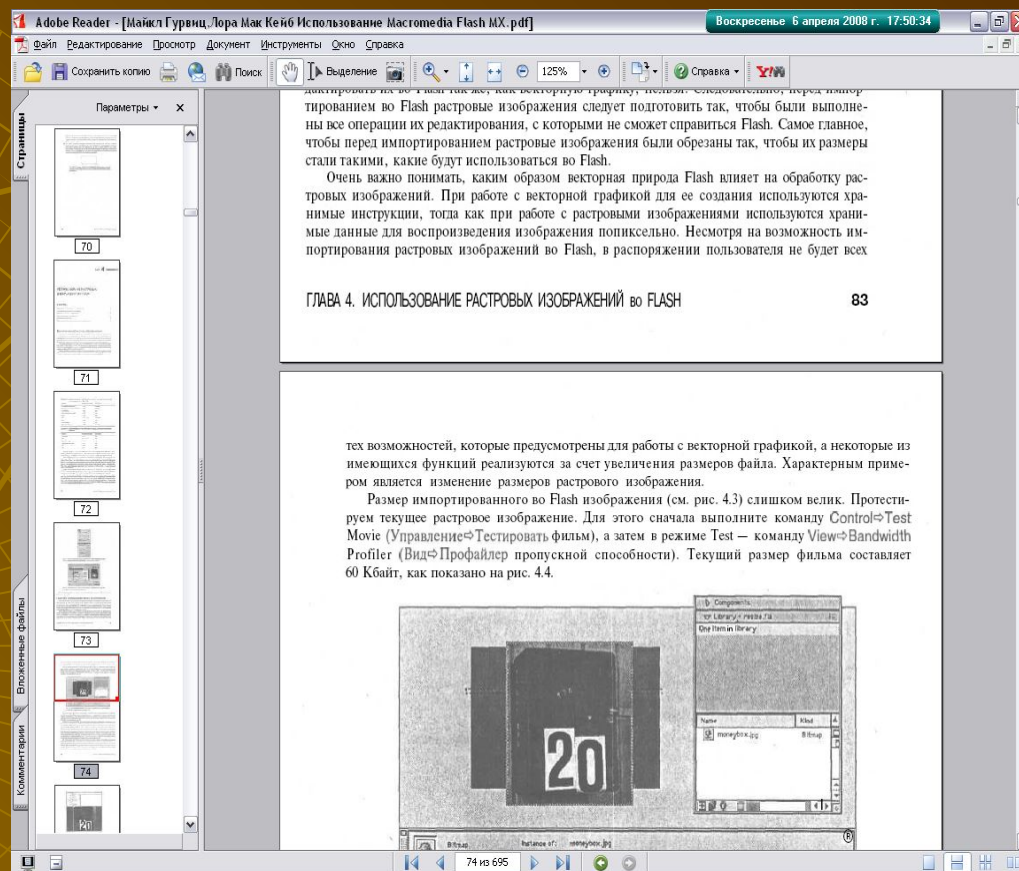 Adobe Reader - [Майкл Гурвиц,Лора Мак Кейб Использование Macromedia Flash MX.pdf]
Воскресенье 6 апреля 2008 г. 17:50:34
Файл Редактирование Просмотр Документ Инструменты Окно Справка
Сохранить копию Поиск Выделение 125% Справка Y!
Параметры
Страницы
Вложенные файлы
Комментарии
70
71
72
73
74
тированием во Flash растровые изображения следует подготовить так, чтобы были выполне-
ны все операции их редактирования, с которыми не сможет справиться Flash. Самое главное,
чтобы перед импортированием растровые изображения были обрезаны так, чтобы их размеры
стали такими, какие будут использоваться во Flash.
Очень важно понимать, каким образом векторная природа Flash влияет на обработку рас-
тровых изображений. При работе с векторной графикой для ее создания используются хра-
нимые инструкции, тогда как при работе с растровыми изображениями используются храни-
мые данные для воспроизведения изображения попиксельно. Несмотря на возможность им-
портирования растровых изображений во Flash, в распоряжении пользователя не будет всех
ГЛАВА 4. ИСПОЛЬЗОВАНИЕ РАСТРОВЫХ ИЗОБРАЖЕНИЙ во FLASH 83
тех возможностей, которые предусмотрены для работы с векторной графикой, а некоторые из
имеющихся функций реализуются за счет увеличения размеров файла. Характерным приме-
ром является изменение размеров растрового изображения.
Размер импортированного во Flash изображения (см. рис. 4.3) слишком велик. Протести-
руем текущее растровое изображение. Для этого сначала выполните команду Control⇨Test
Movie (Управление⇨Тестировать фильм), а затем в режиме Test — команду View⇨Bandwidth
Profiler (Вид⇨Профайлер пропускной способности). Текущий размер фильма составляет
60 Кбайт, как показано на рис. 4.4.
20
Components
Library
One item in library
Name Kind
moneybox.jpg Bitmap
Bitmap Instance of: moneybox.jpg
74 из 695